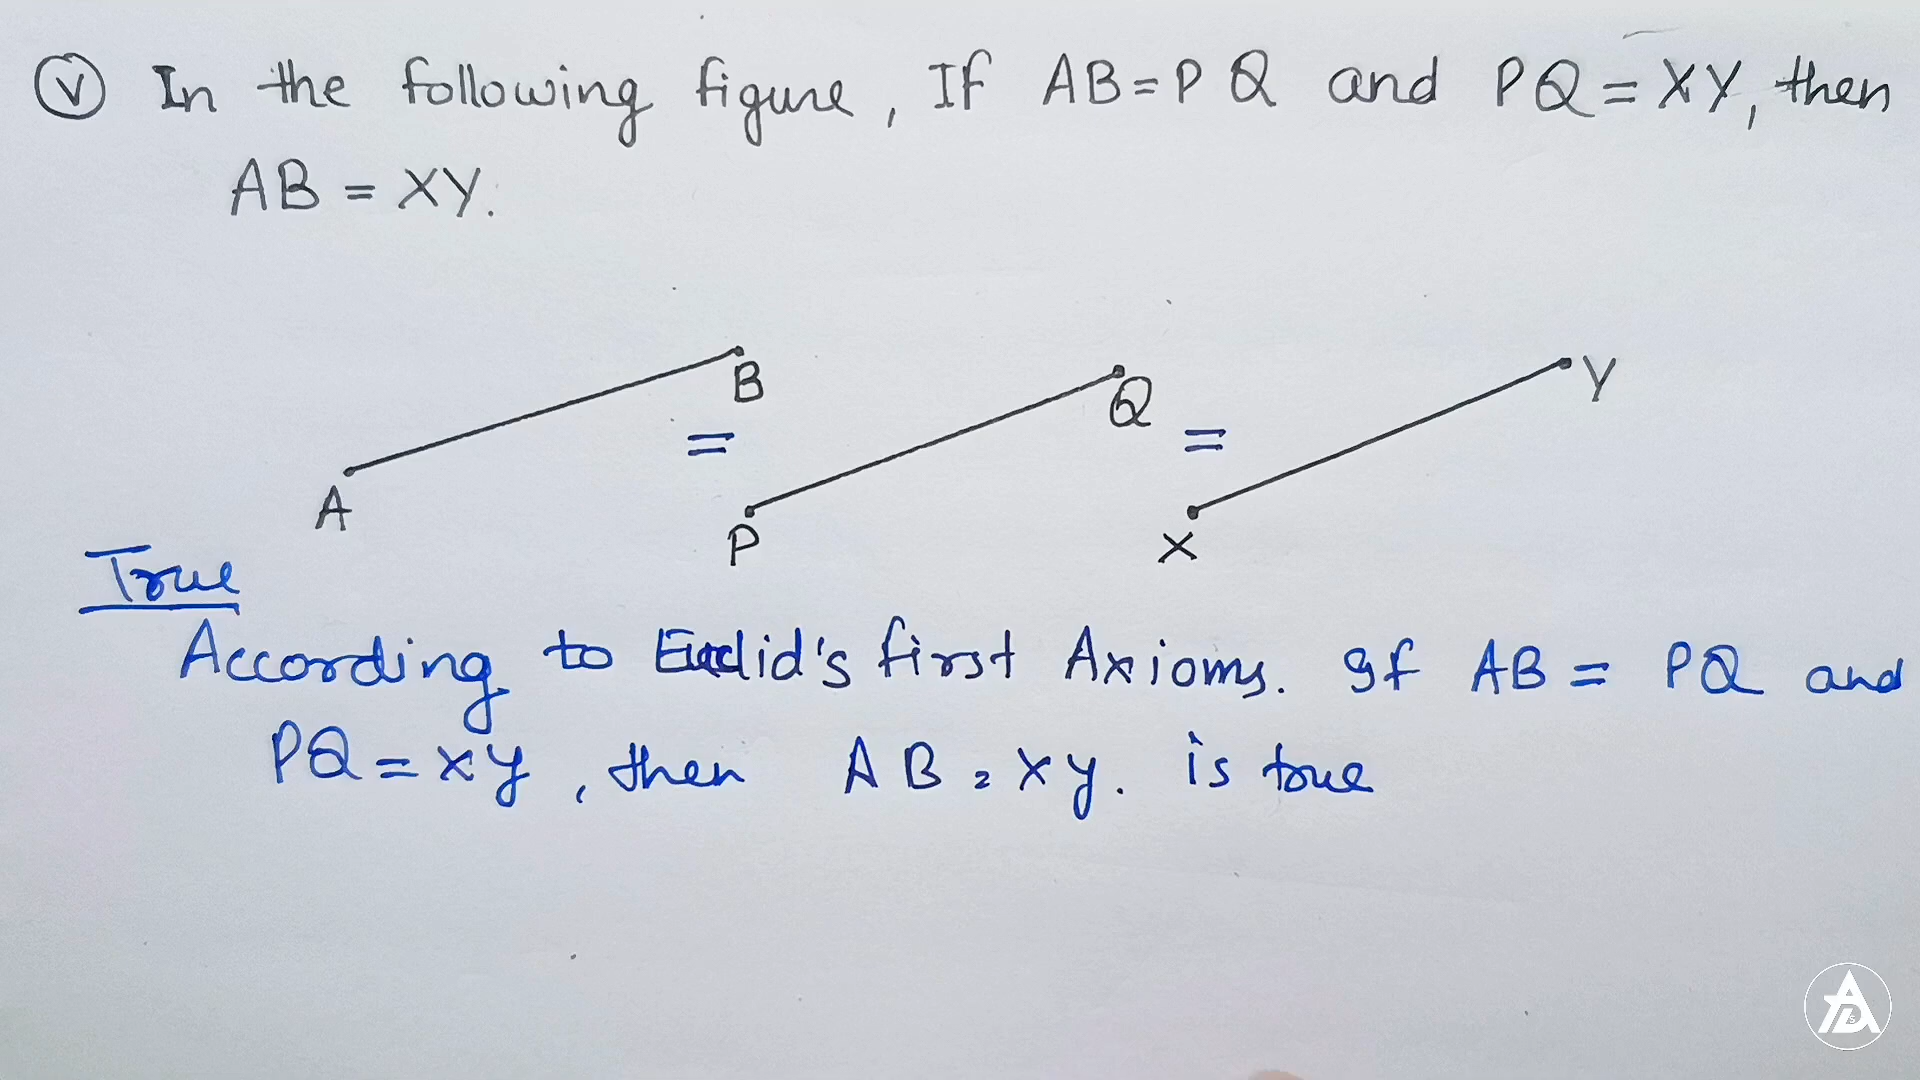 (v) In the following figure, If AB = PQ and PQ = XY, then
AB = XY.
B
Q
Y
=
=
A
P
X
True
According to Euclid's first Axioms. If AB = PQ and
PQ = XY, then AB = XY. is true
ADS